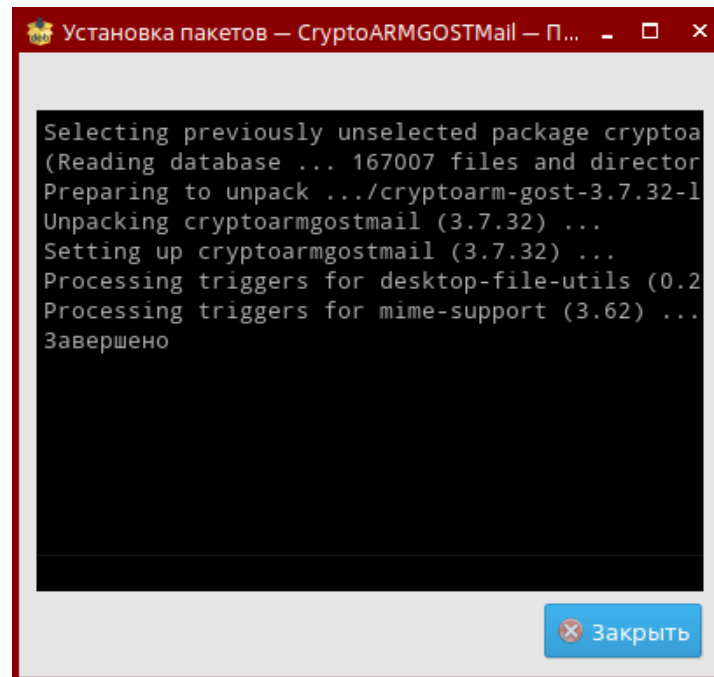 Установка пакетов — CryptoARMGOSTMail — П...
Selecting previously unselected package cryptoa
(Reading database ... 167007 files and director
Preparing to unpack .../cryptoarm-gost-3.7.32-l
Unpacking cryptoarmgostmail (3.7.32) ...
Setting up cryptoarmgostmail (3.7.32) ...
Processing triggers for desktop-file-utils (0.2
Processing triggers for mime-support (3.62) ...
Завершено
Закрыть